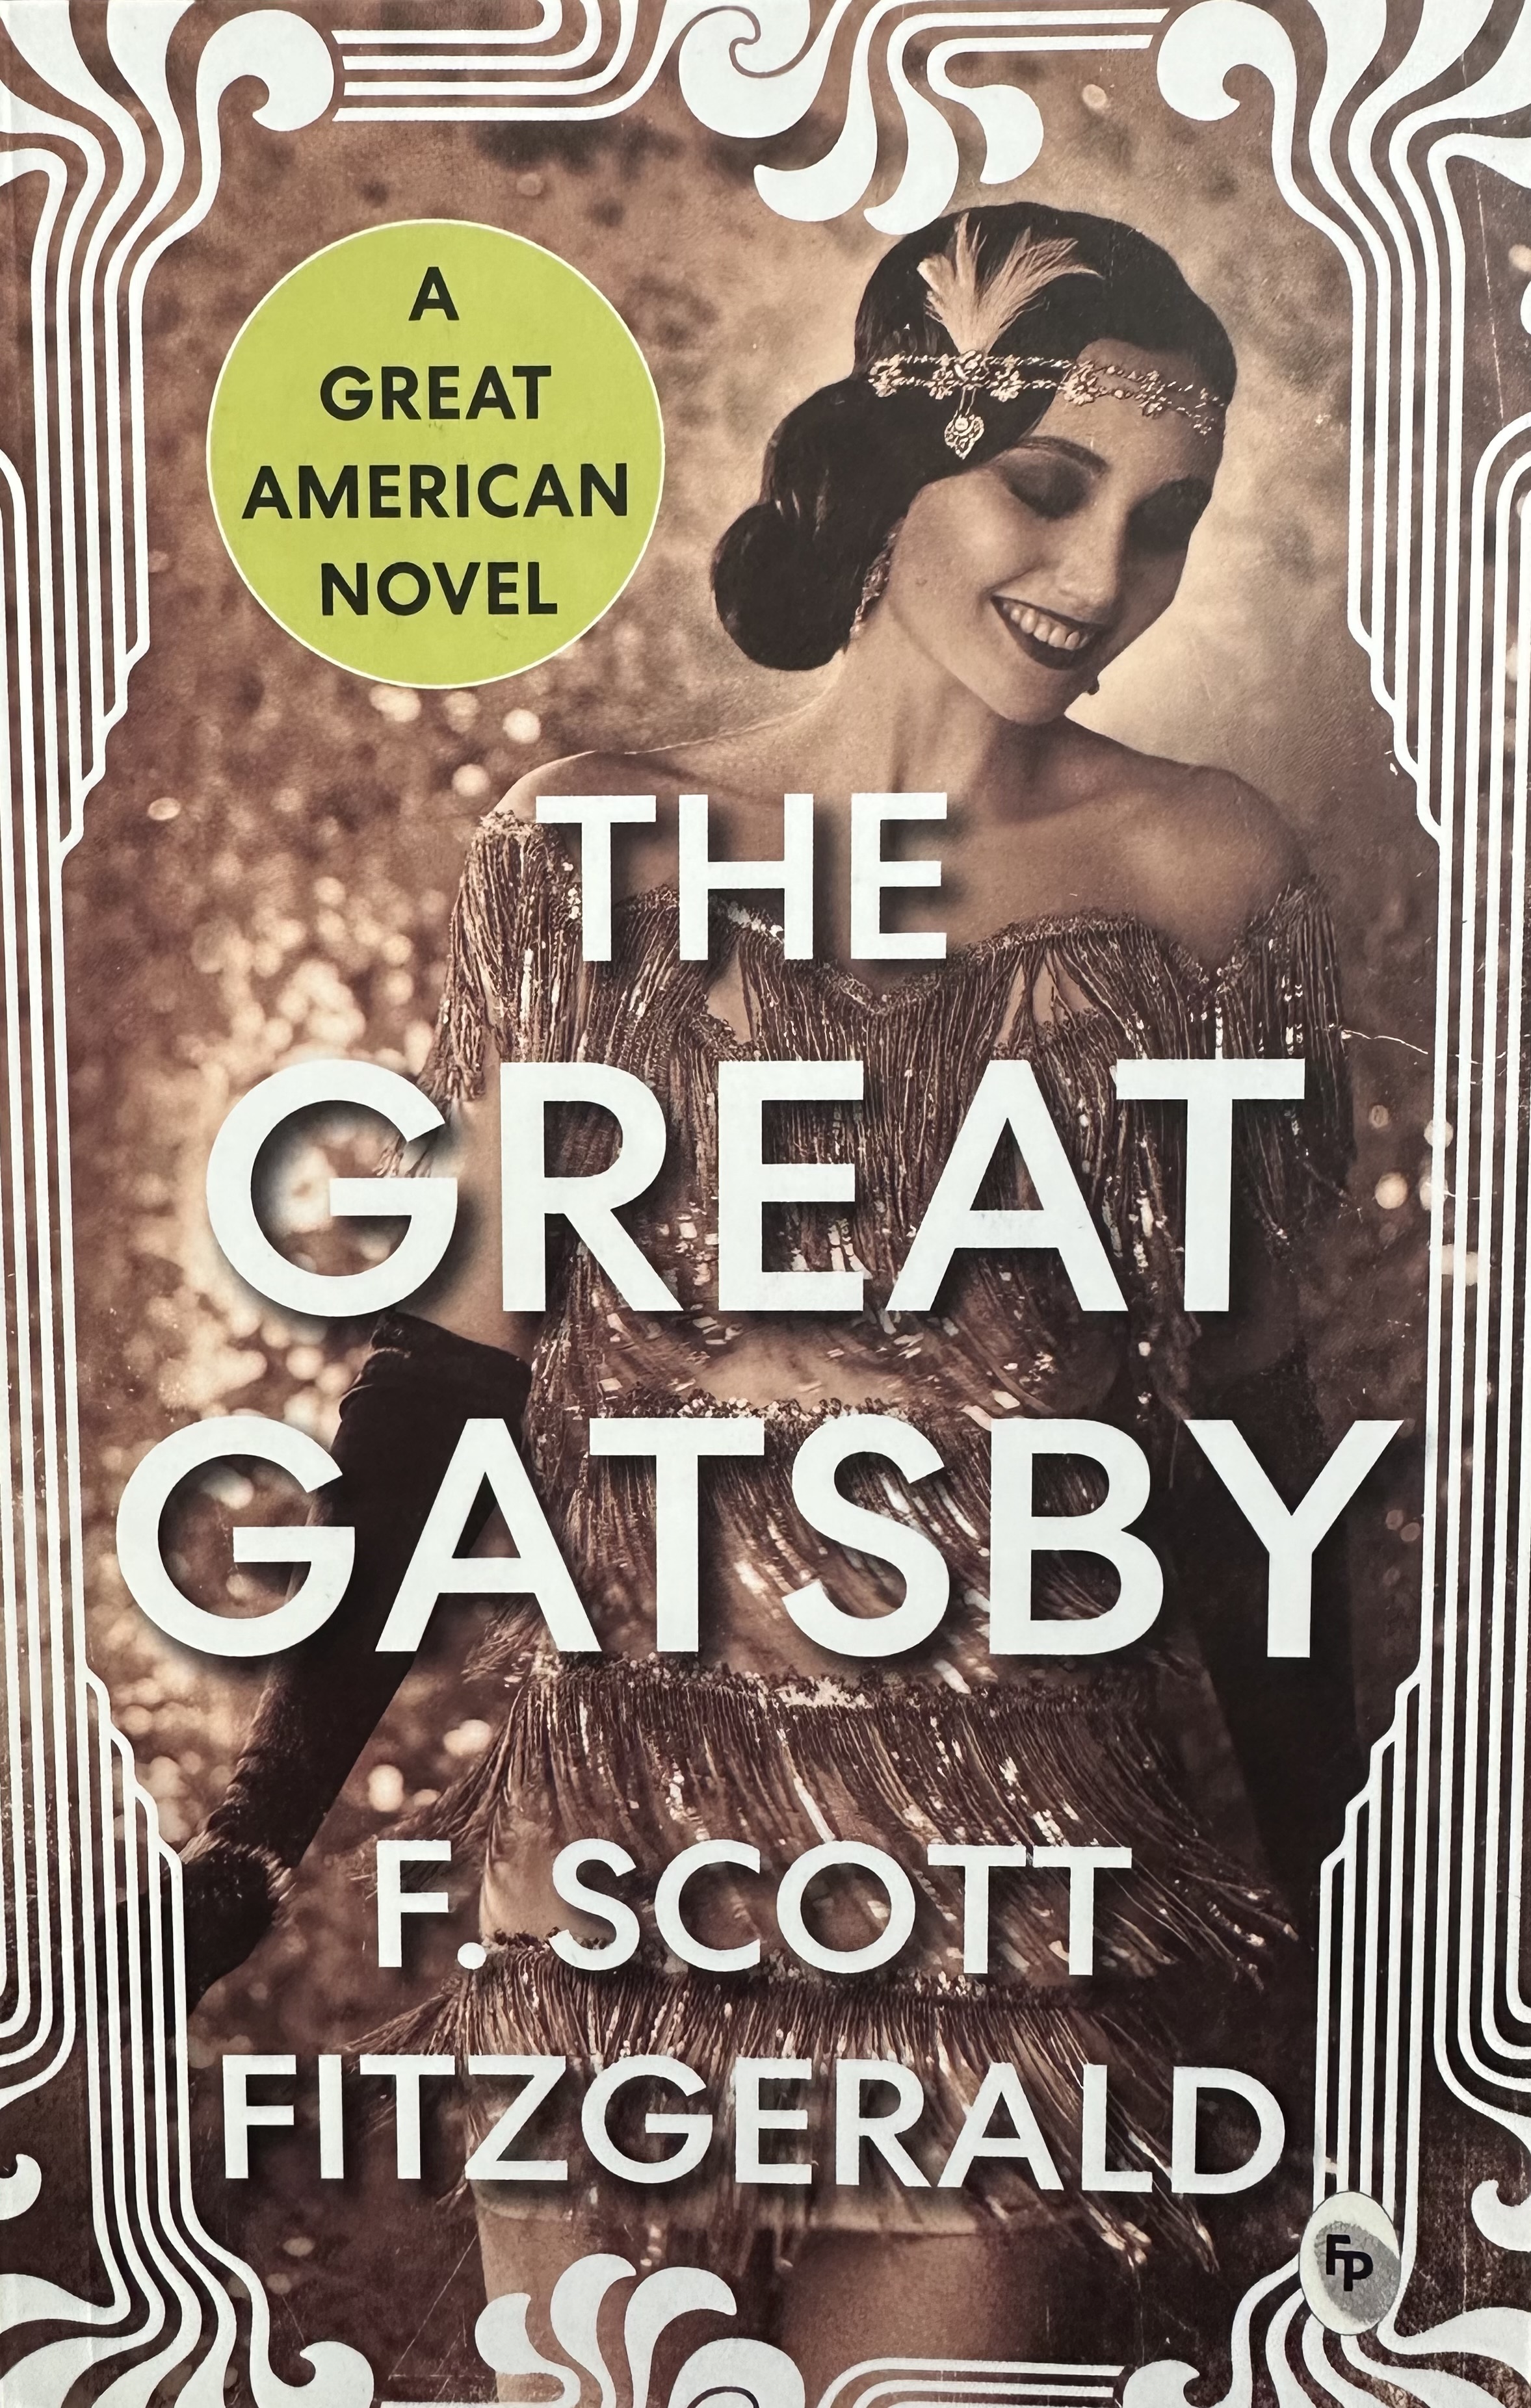 A
GREAT
AMERICAN
NOVEL
THE
GREAT
GATSBY
F. SCOTT
FITZGERALD
FP